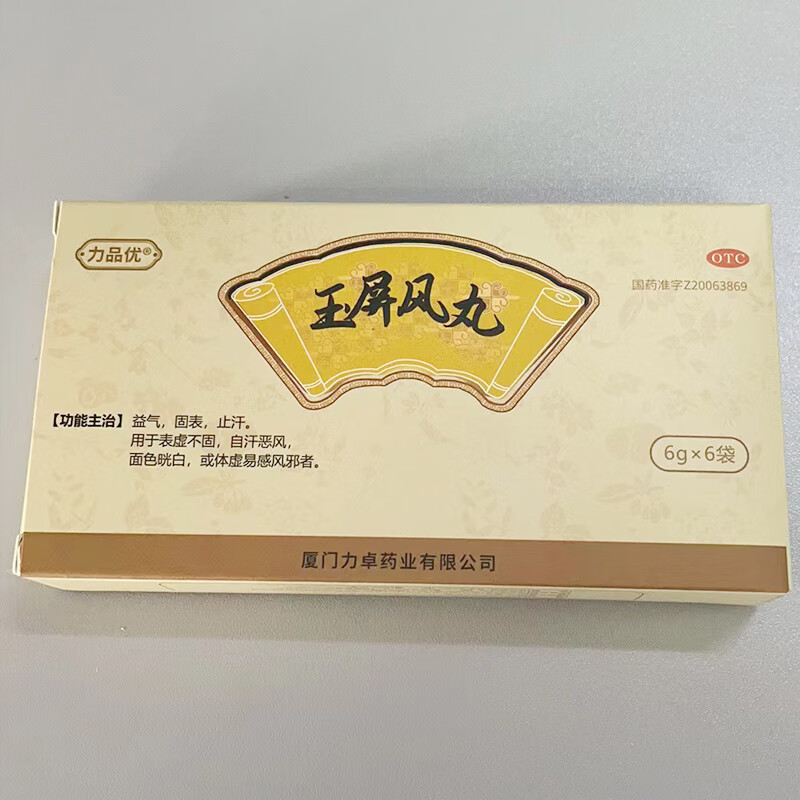 力品优®
玉屏风丸
OTC
国药准字Z20063869
【功能主治】益气，固表，止汗。
用于表虚不固，自汗恶风，
面色㿠白，或体虚易感风邪者。
6g×6袋
厦门力卓药业有限公司